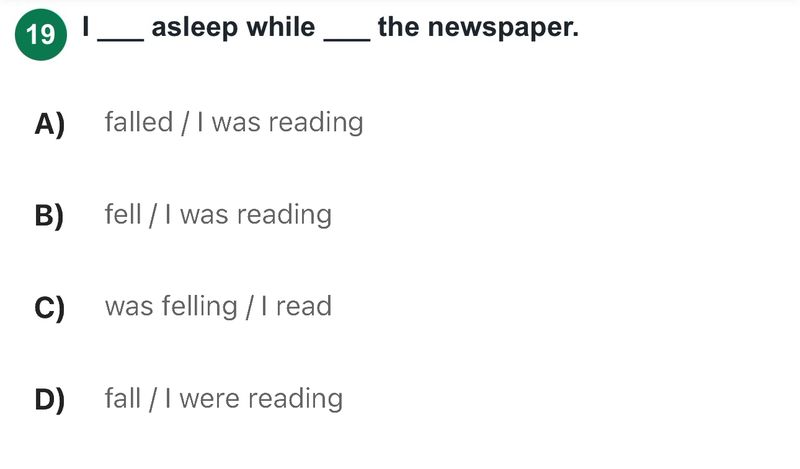 19 I ___ asleep while ___ the newspaper.
A) falled / I was reading
B) fell / I was reading
C) was felling / I read
D) fall / I were reading